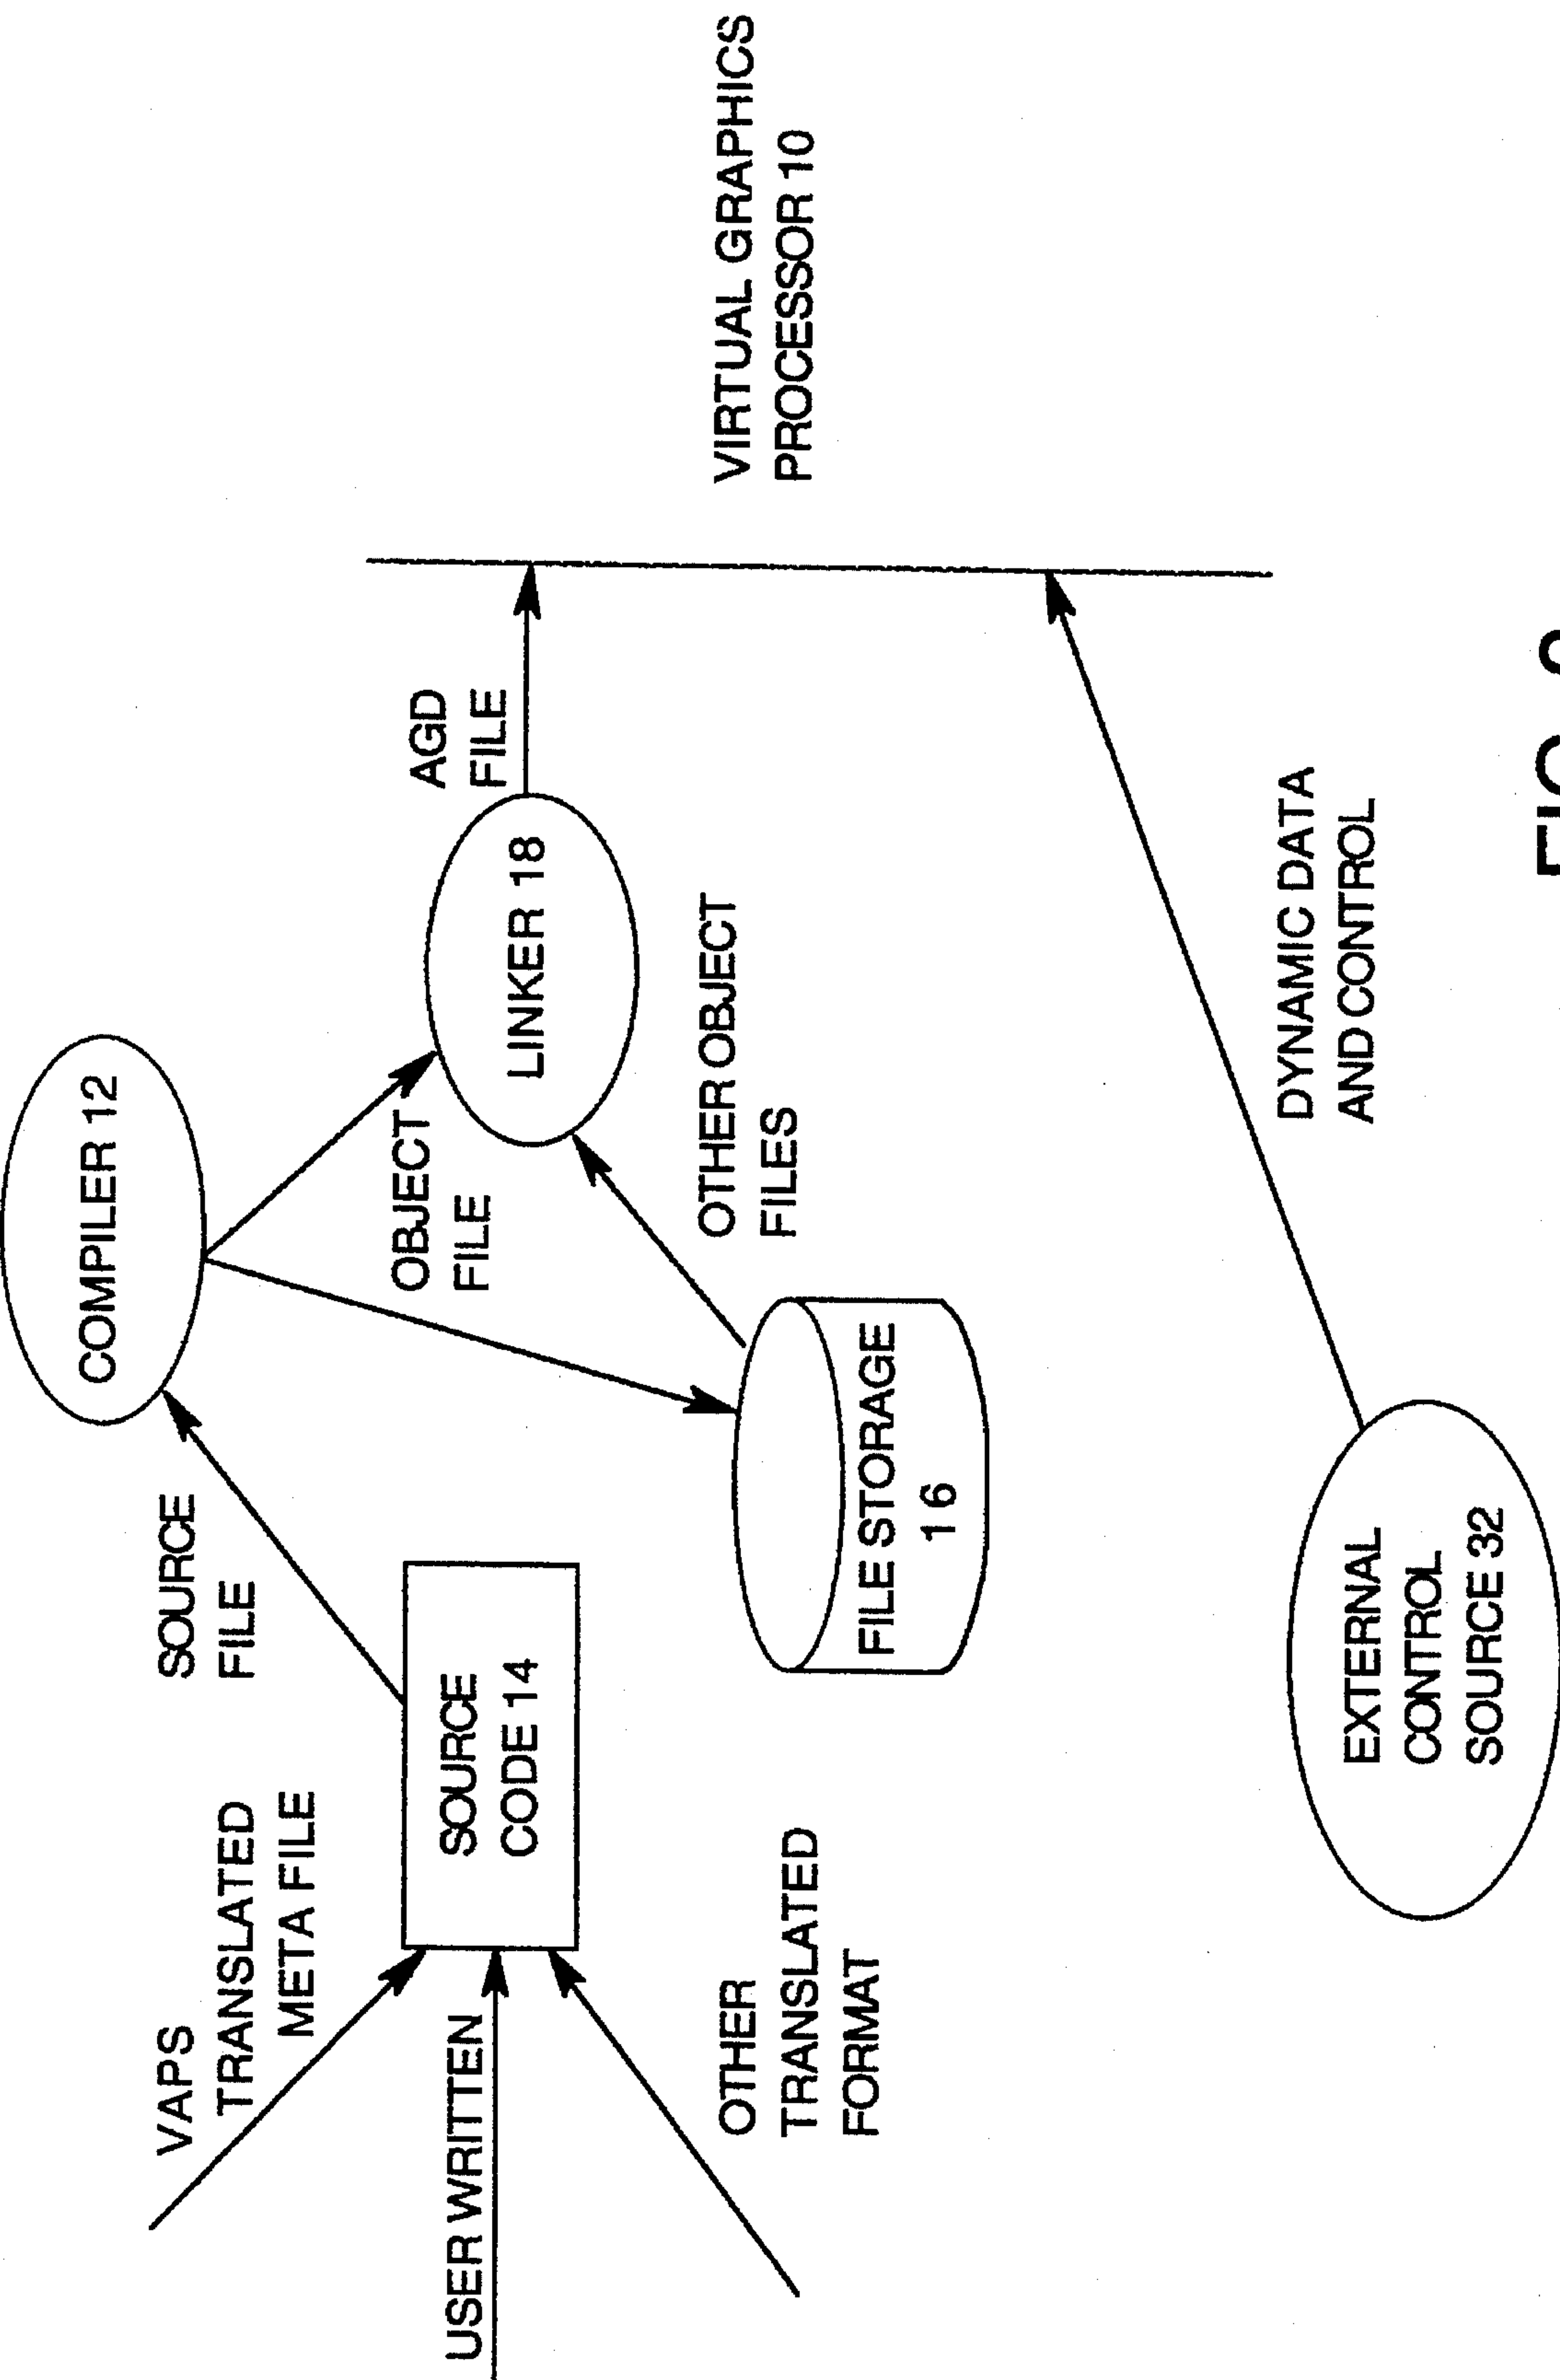 VAPS
TRANSLATED
META FILE
USER WRITTEN
OTHER
TRANSLATED
FORMAT
SOURCE
CODE 14
SOURCE
FILE
COMPILER 12
OBJECT
FILE
FILE STORAGE
16
OTHER OBJECT
FILES
LINKER 18
AGD
FILE
VIRTUAL GRAPHICS
PROCESSOR 10
EXTERNAL
CONTROL
SOURCE 32
DYNAMIC DATA
AND CONTROL